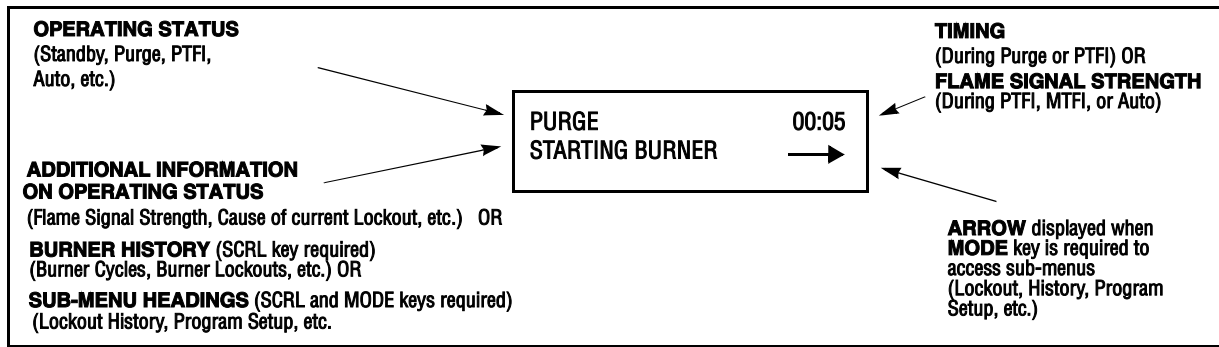 OPERATING STATUS
(Standby, Purge, PTFI,
Auto, etc.)
ADDITIONAL INFORMATION
ON OPERATING STATUS
(Flame Signal Strength, Cause of current Lockout, etc.) OR
BURNER HISTORY (SCRL key required)
(Burner Cycles, Burner Lockouts, etc.) OR
SUB-MENU HEADINGS (SCRL and MODE keys required)
(Lockout History, Program Setup, etc.
PURGE 00:05
STARTING BURNER
TIMING
(During Purge or PTFI) OR
FLAME SIGNAL STRENGTH
(During PTFI, MTFI, or Auto)
ARROW displayed when
MODE key is required to
access sub-menus
(Lockout, History, Program
Setup, etc.)